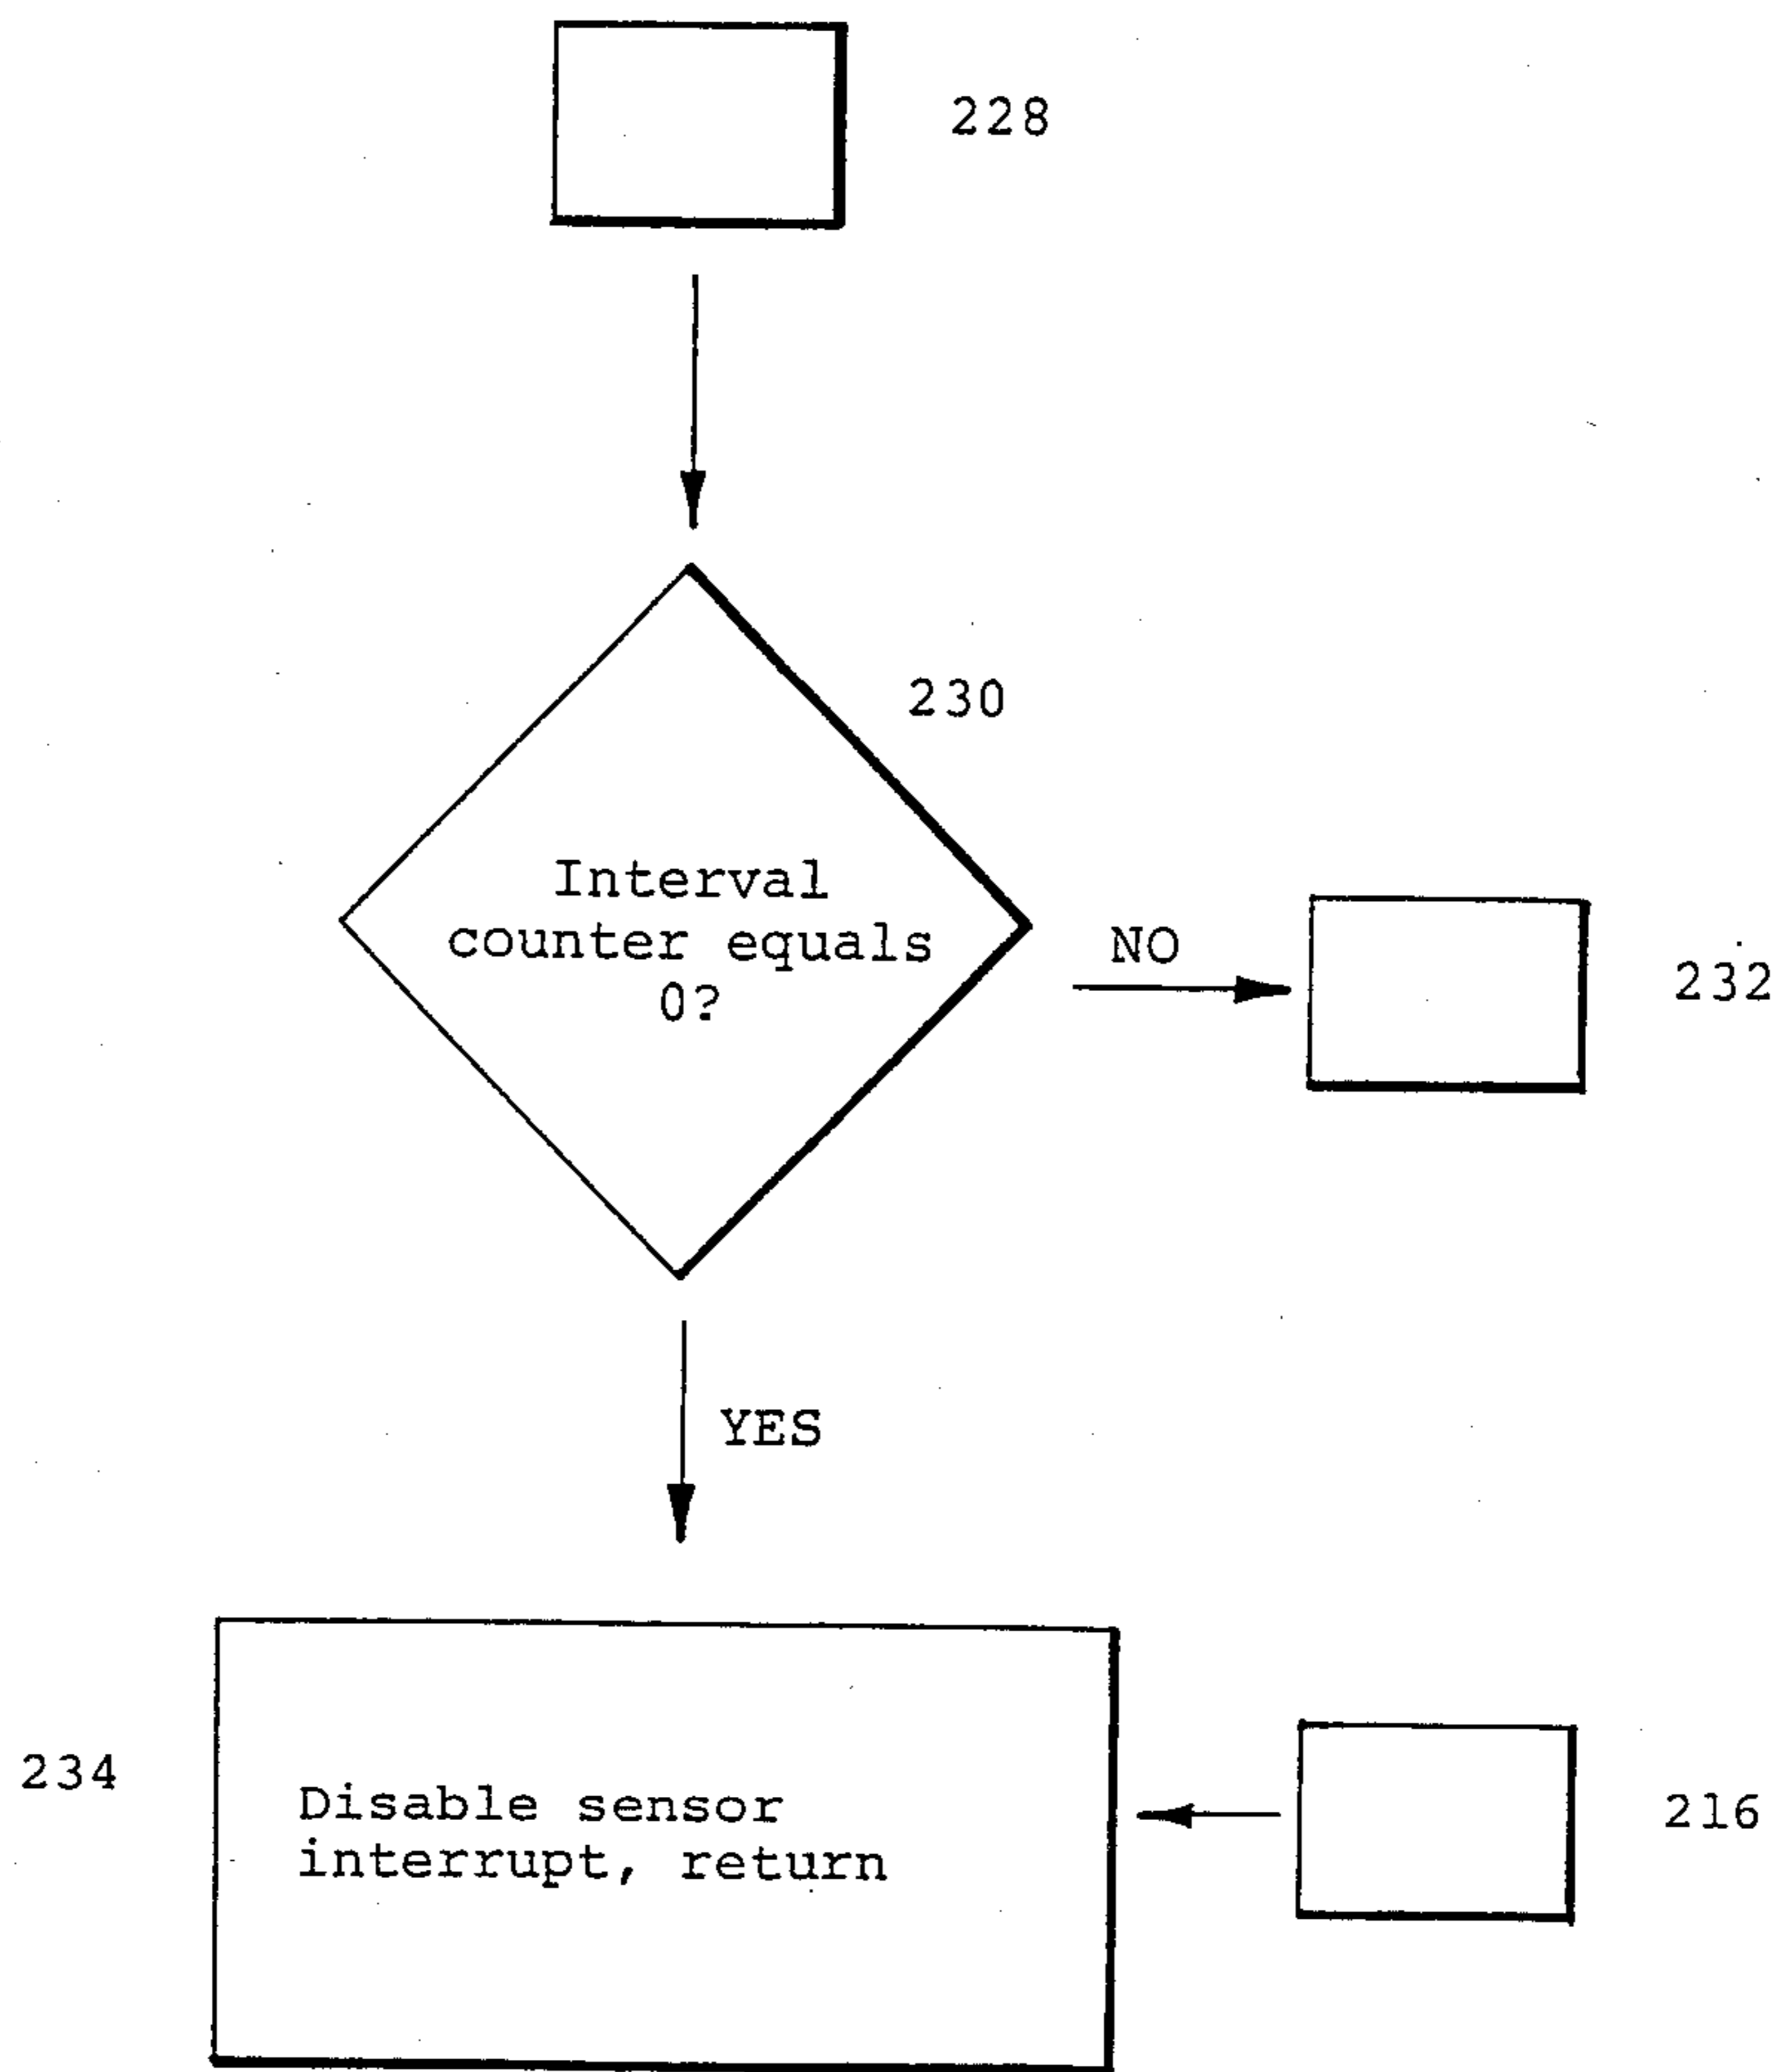 228
230
Interval
counter equals
0?
NO
232
YES
234
Disable sensor
interrupt, return
216